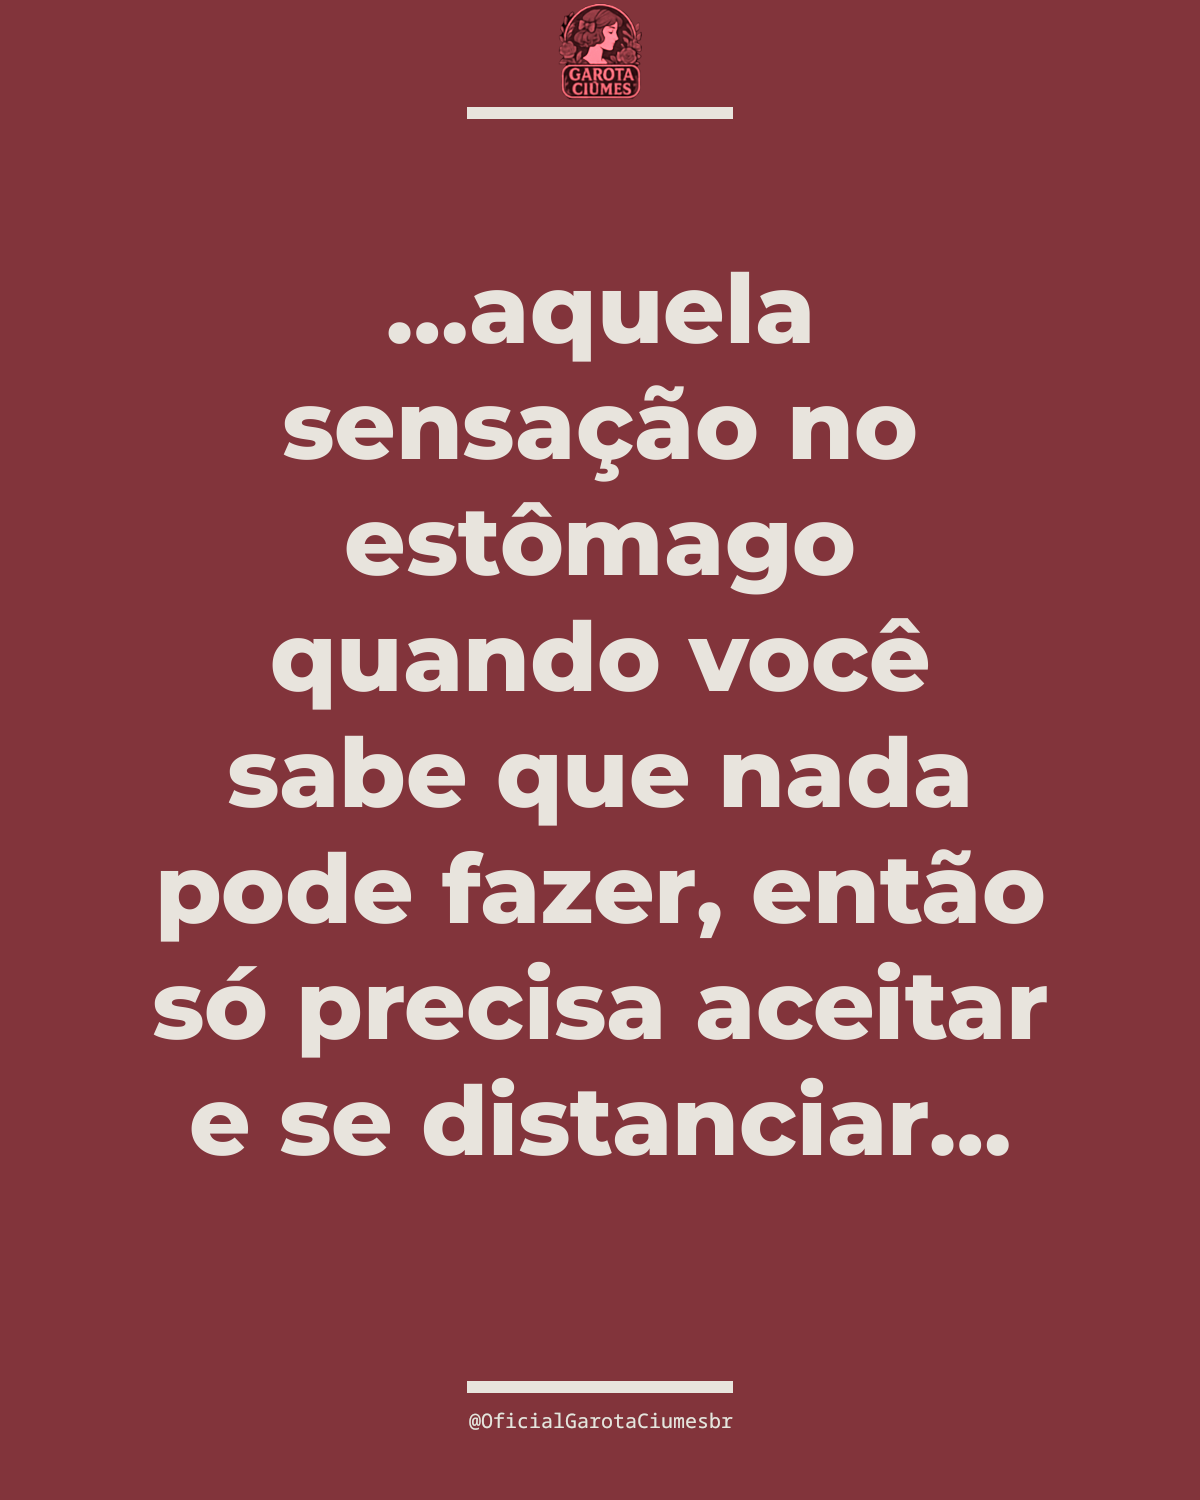 GAROTA
CIÚMES
...aquela
sensação no
estômago
quando você
sabe que nada
pode fazer, então
só precisa aceitar
e se distanciar...
@OficialGarotaCiumesbr